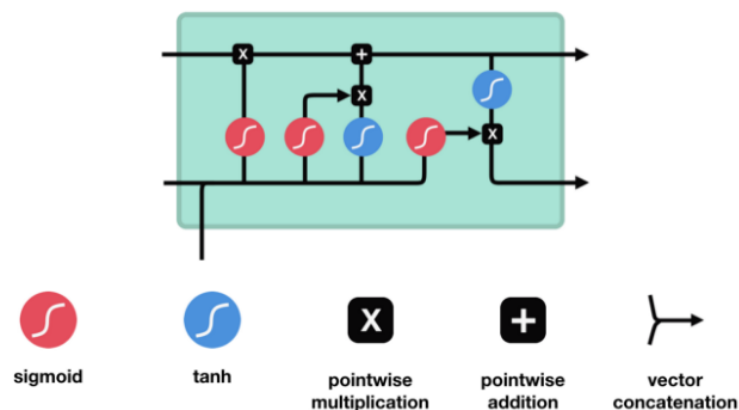 X
+
X
X
X
+
sigmoid
tanh
pointwise
multiplication
pointwise
addition
vector
concatenation